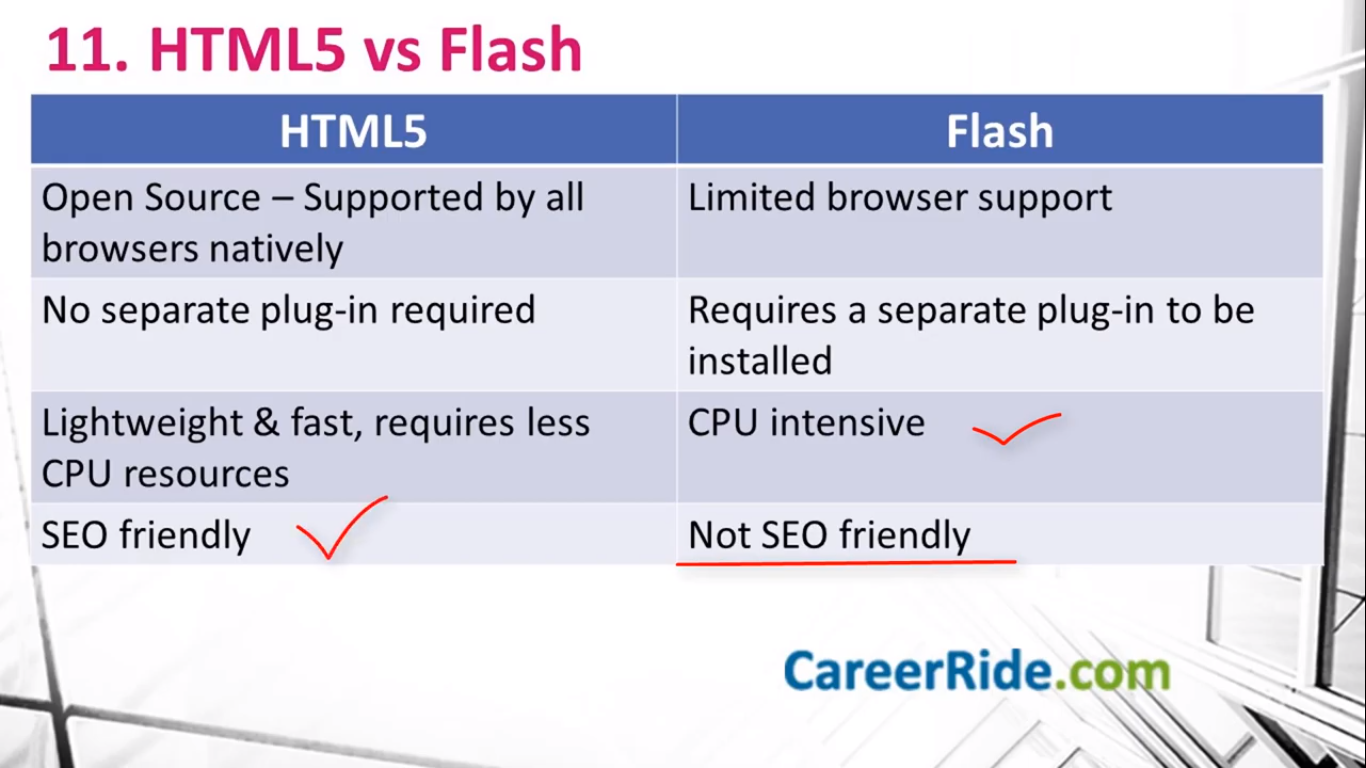 11. HTML5 vs Flash
HTML5
Flash
Open Source – Supported by all
browsers natively
Limited browser support
No separate plug-in required
Requires a separate plug-in to be
installed
Lightweight & fast, requires less
CPU resources
CPU intensive
SEO friendly
Not SEO friendly
CareerRide.com